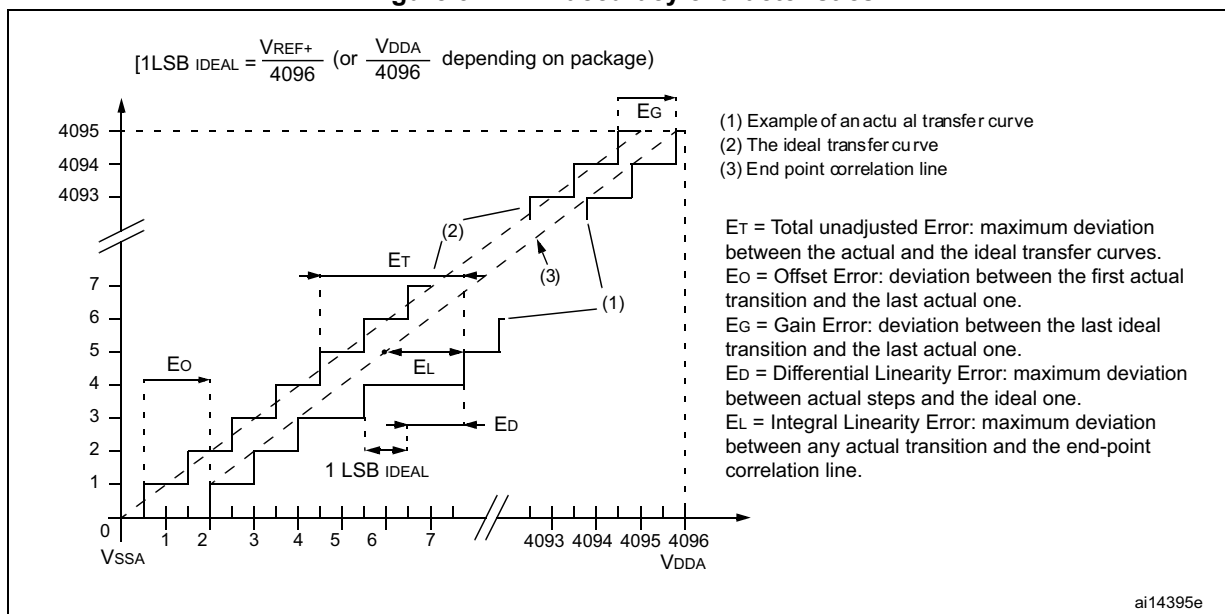 [1LSB IDEAL = VREF+ / 4096 (or VDDA / 4096 depending on package)
EG
4095
4094
4093
7
6
5
4
3
2
1
0
(2)
ET
(3)
(1)
EO
EL
ED
1 LSB IDEAL
1 2 3 4 5 6 7 4093 4094 4095 4096
VSSA
VDDA
(1) Example of an actu al transfer curve
(2) The ideal transfer curve
(3) End point correlation line
ET = Total unadjusted Error: maximum deviation
between the actual and the ideal transfer curves.
EO = Offset Error: deviation between the first actual
transition and the last actual one.
EG = Gain Error: deviation between the last ideal
transition and the last actual one.
ED = Differential Linearity Error: maximum deviation
between actual steps and the ideal one.
EL = Integral Linearity Error: maximum deviation
between any actual transition and the end-point
correlation line.
ai14395e